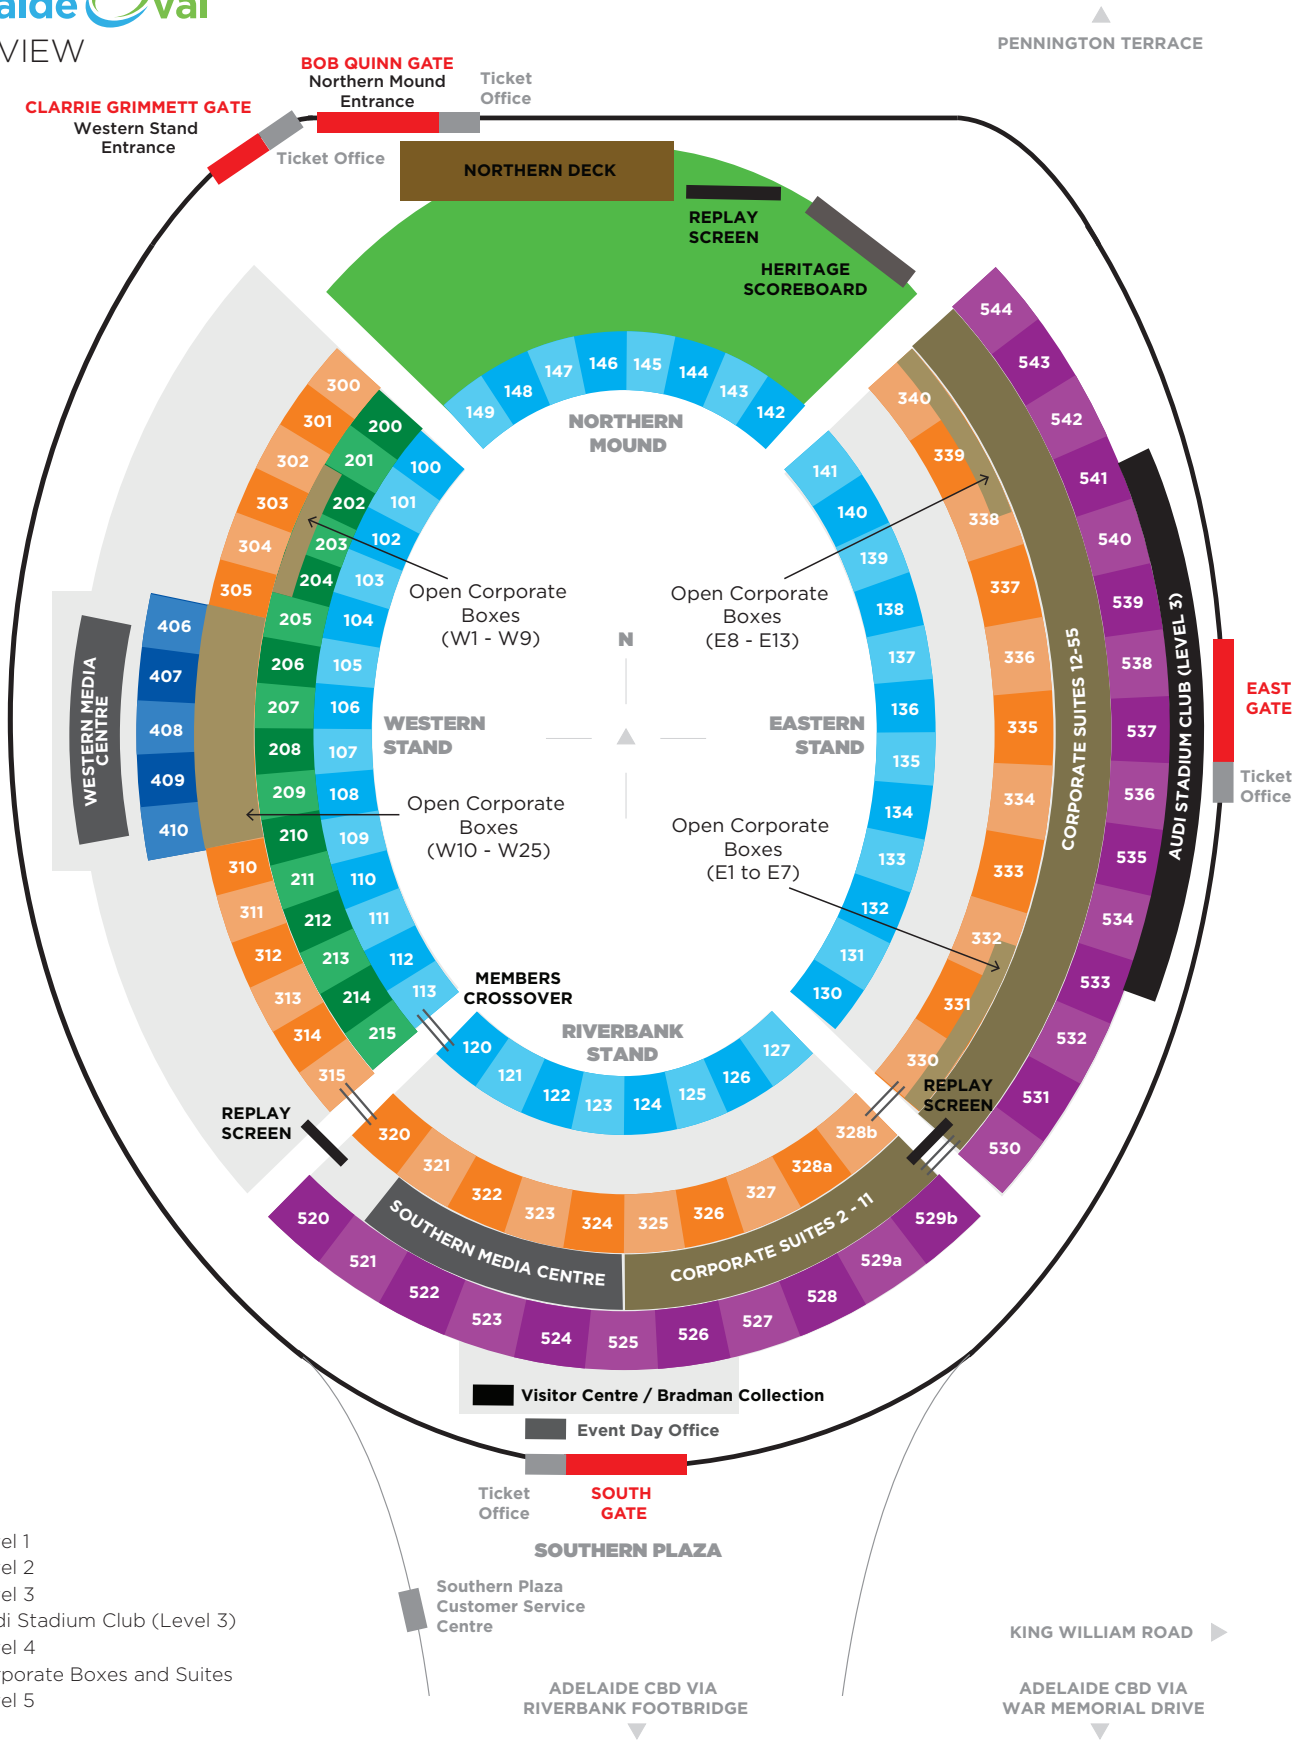 aide Oval
VIEW
PENNINGTON TERRACE
BOB QUINN GATE
Northern Mound
Entrance
Ticket
Office
CLARRIE GRIMMETT GATE
Western Stand
Entrance
Ticket Office
NORTHERN DECK
REPLAY
SCREEN
HERITAGE
SCOREBOARD
149
148
147
146
145
144
143
142
NORTHERN
MOUND
300
301
302
303
304
305
200
201
202
203
204
205
206
207
208
209
210
211
212
213
214
215
100
101
102
103
104
105
106
107
108
109
110
111
112
113
406
407
408
409
410
WESTERN MEDIA
CENTRE
310
311
312
313
314
315
Open Corporate
Boxes
(W1 - W9)
Open Corporate
Boxes
(E8 - E13)
N
WESTERN
STAND
EASTERN
STAND
Open Corporate
Boxes
(W10 - W25)
Open Corporate
Boxes
(E1 to E7)
141
140
139
138
137
136
135
134
133
132
131
130
340
339
338
337
336
335
334
333
332
331
330
CORPORATE SUITES 12-55
544
543
542
541
540
539
538
537
536
535
534
533
532
531
530
AUDI STADIUM CLUB (LEVEL 3)
EAST
GATE
Ticket
Office
MEMBERS
CROSSOVER
RIVERBANK
STAND
120
121
122
123
124
125
126
127
REPLAY
SCREEN
REPLAY
SCREEN
320
321
322
323
324
325
326
327
328a
328b
SOUTHERN MEDIA CENTRE
CORPORATE SUITES 2 - 11
520
521
522
523
524
525
526
527
528
529a
529b
Visitor Centre / Bradman Collection
Event Day Office
Ticket
Office
SOUTH
GATE
SOUTHERN PLAZA
Southern Plaza
Customer Service
Centre
el 1
el 2
el 3
di Stadium Club (Level 3)
el 4
rporate Boxes and Suites
el 5
KING WILLIAM ROAD
ADELAIDE CBD VIA
RIVERBANK FOOTBRIDGE
ADELAIDE CBD VIA
WAR MEMORIAL DRIVE